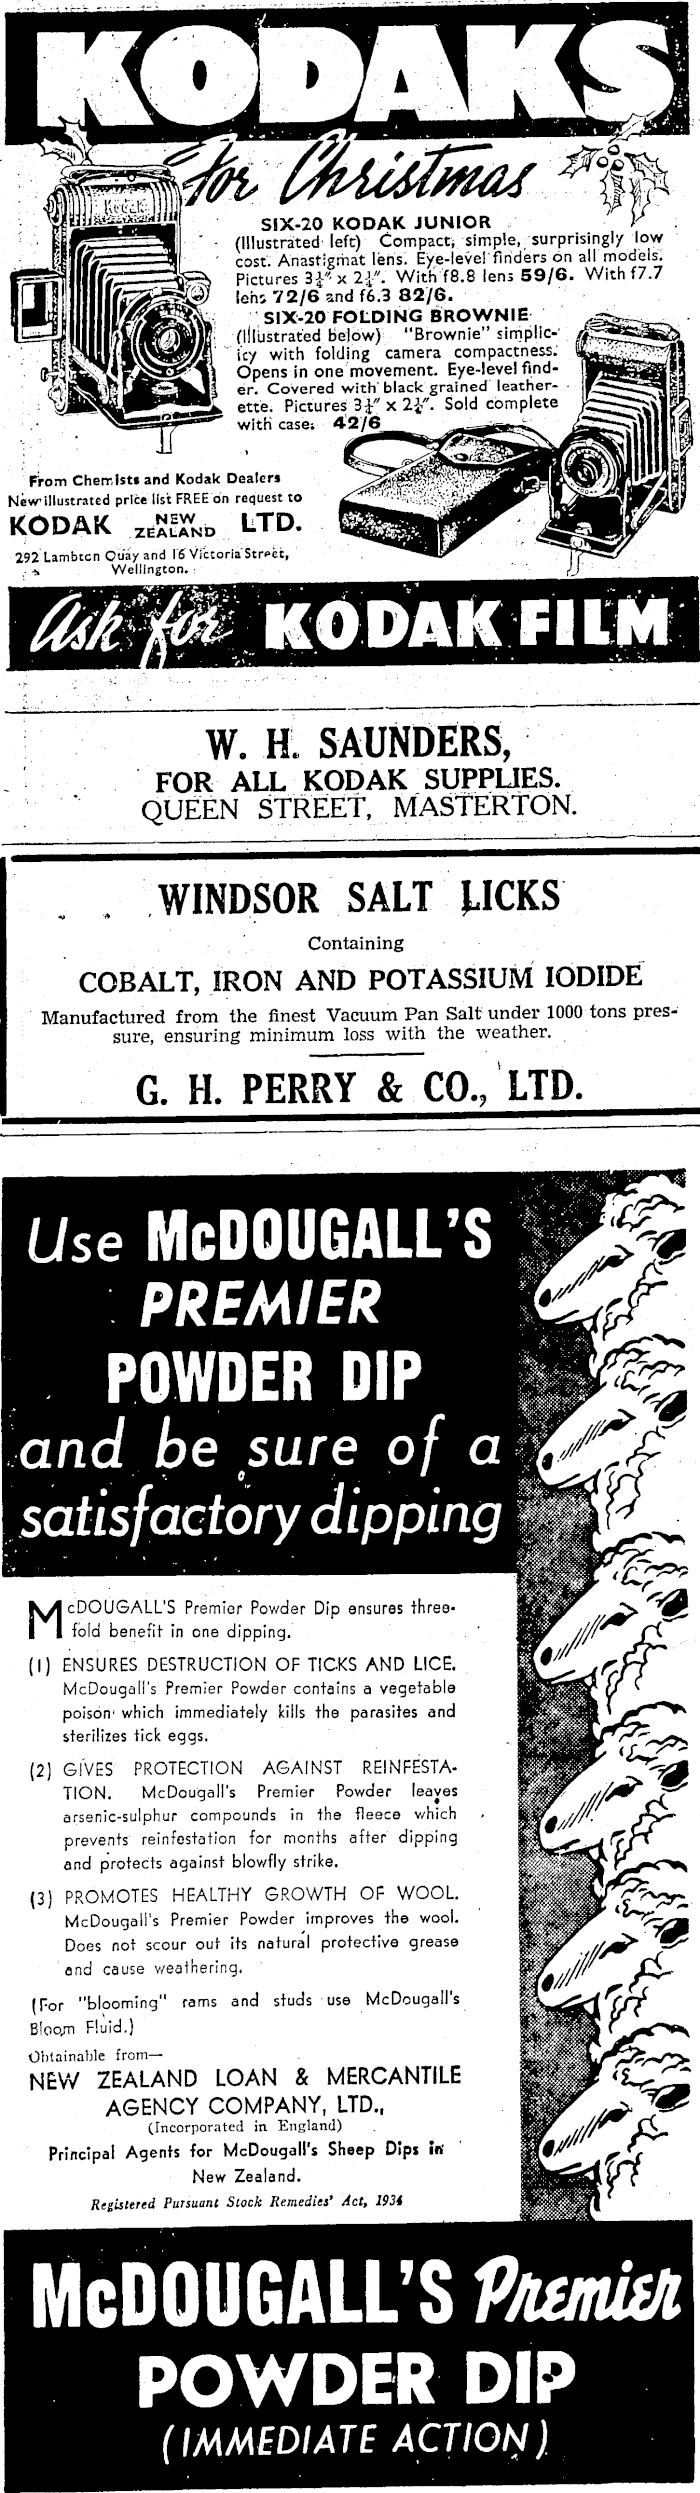 KODAKS
for Christmas
Kodak
SIX-20 KODAK JUNIOR
(Illustrated left) Compact, simple, surprisingly low
cost. Anastigmat lens. Eye-level finders on all models.
Pictures 3¼" x 2¼". With f8.8 lens 59/6. With f7.7
lens 72/6 and f6.3 82/6.
SIX-20 FOLDING BROWNIE
(Illustrated below) "Brownie" simplic-
icy with folding camera compactness.
Opens in one movement. Eye-level find-
er. Covered with black grained leather-
ette. Pictures 3¼" x 2¼". Sold complete
with case: 42/6
From Chemists and Kodak Dealers
New illustrated price list FREE on request to
KODAK NEW ZEALAND LTD.
292 Lambton Quay and 16 Victoria Street,
Wellington.
Ask for KODAK FILM
W. H. SAUNDERS,
FOR ALL KODAK SUPPLIES.
QUEEN STREET, MASTERTON.
WINDSOR SALT LICKS
Containing
COBALT, IRON AND POTASSIUM IODIDE
Manufactured from the finest Vacuum Pan Salt under 1000 tons pres-
sure, ensuring minimum loss with the weather.
G. H. PERRY & CO., LTD.
Use McDOUGALL'S
PREMIER
POWDER DIP
and be sure of a
satisfactory dipping
McDOUGALL'S Premier Powder Dip ensures three-
fold benefit in one dipping.
(1) ENSURES DESTRUCTION OF TICKS AND LICE.
McDougall's Premier Powder contains a vegetable
poison which immediately kills the parasites and
sterilizes tick eggs.
(2) GIVES PROTECTION AGAINST REINFESTA-
TION. McDougall's Premier Powder leaves
arsenic-sulphur compounds in the fleece which
prevents reinfestation for months after dipping
and protects against blowfly strike.
(3) PROMOTES HEALTHY GROWTH OF WOOL.
McDougall's Premier Powder improves the wool.
Does not scour out its natural protective grease
and cause weathering.
(For "blooming" rams and studs use McDougall's
Bloom Fluid.)
Obtainable from—
NEW ZEALAND LOAN & MERCANTILE
AGENCY COMPANY, LTD.,
(Incorporated in England)
Principal Agents for McDougall's Sheep Dips in
New Zealand.
Registered Pursuant Stock Remedies' Act, 1934
McDOUGALL'S Premier
POWDER DIP
(IMMEDIATE ACTION)